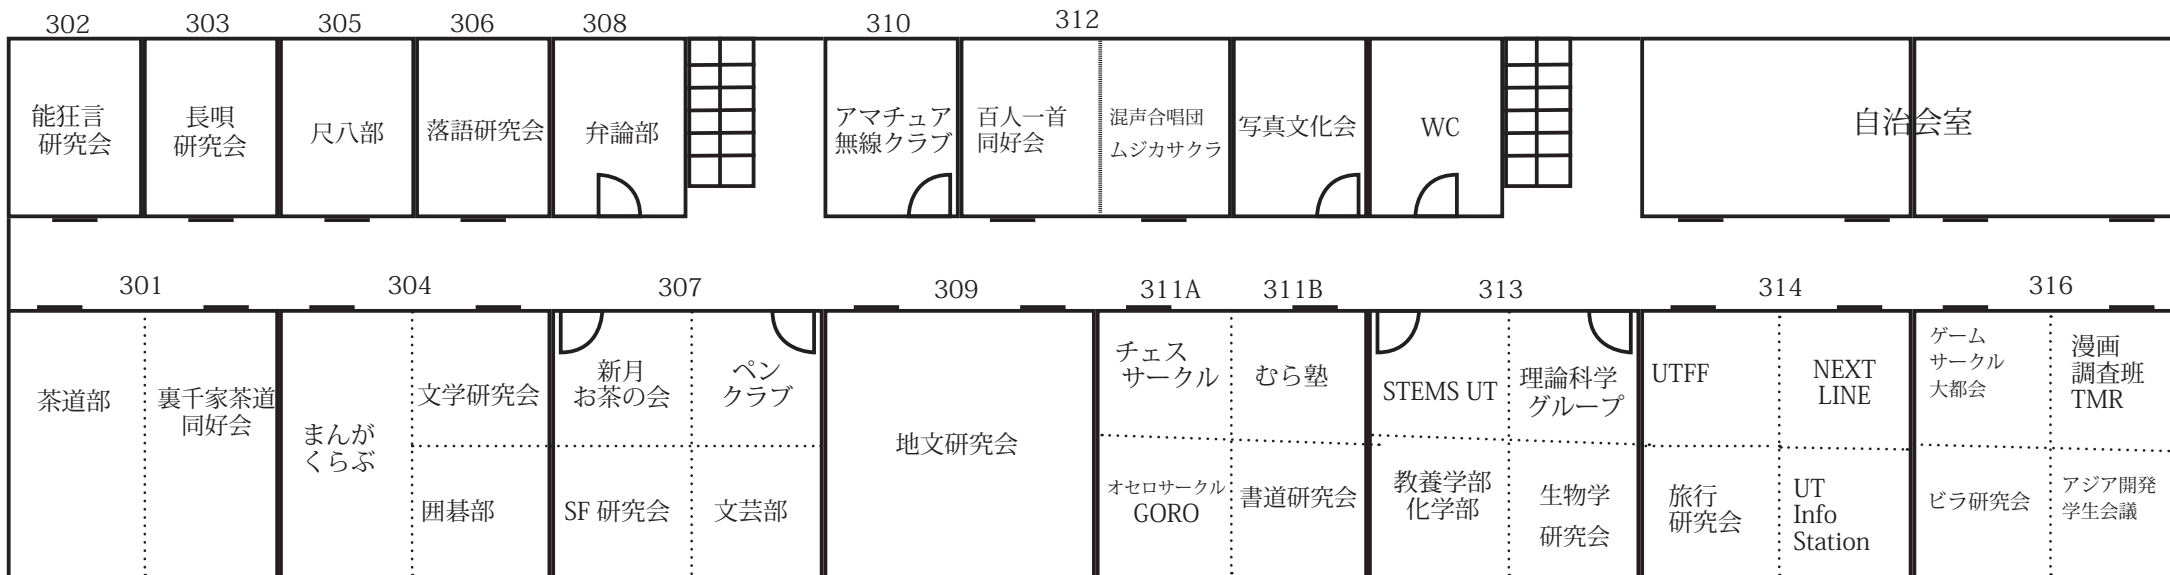 302
303
305
306
308
310
312
能狂言
研究会
長唄
研究会
尺八部
落語研究会
弁論部
アマチュア
無線クラブ
百人一首
同好会
混声合唱団
ムジカサクラ
写真文化会
WC
自治会室
301
304
307
309
311A
311B
313
314
316
茶道部
裏千家茶道
同好会
まんが
くらぶ
文学研究会
囲碁部
新月
お茶の会
ペン
クラブ
SF 研究会
文芸部
地文研究会
チェス
サークル
むら塾
オセロサークル
GORO
書道研究会
STEMS UT
理論科学
グループ
教養学部
化学部
生物学
研究会
UTFF
NEXT
LINE
旅行
研究会
UT
Info
Station
ゲーム
サークル
大都会
漫画
調査班
TMR
ビラ研究会
アジア開発
学生会議